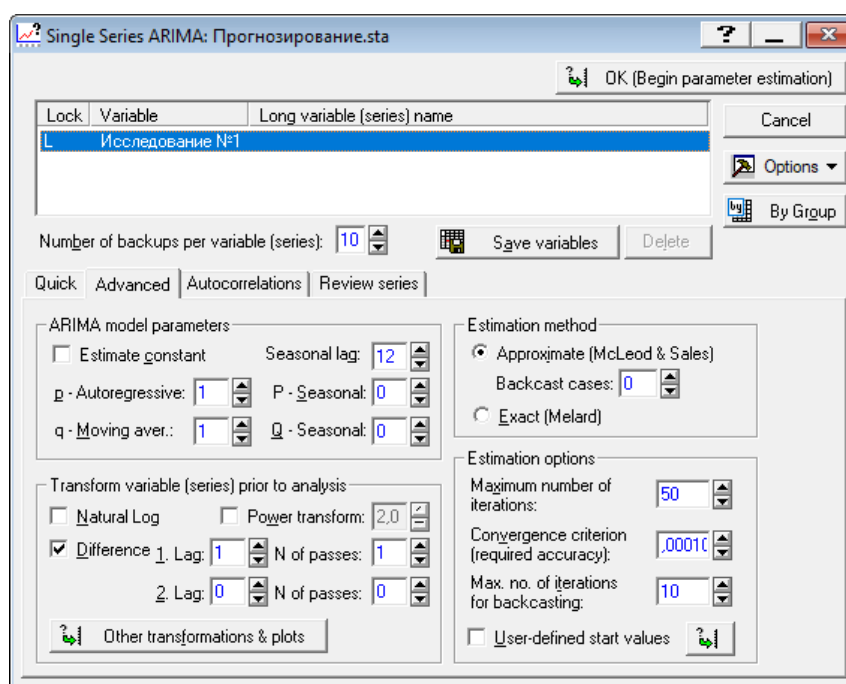 Single Series ARIMA: Прогнозирование.sta
OK (Begin parameter estimation)
Lock Variable Long variable (series) name
L Исследование №1
Cancel
Options
By Group
Number of backups per variable (series): 10 Save variables Delete
Quick Advanced Autocorrelations Review series
ARIMA model parameters
Estimate constant Seasonal lag: 12
p - Autoregressive: 1 P - Seasonal: 0
q - Moving aver.: 1 Q - Seasonal: 0
Transform variable (series) prior to analysis
Natural Log Power transform: 2,0
Difference 1. Lag: 1 N of passes: 1
2. Lag: 0 N of passes: 0
Other transformations & plots
Estimation method
Approximate (McLeod & Sales)
Backcast cases: 0
Exact (Melard)
Estimation options
Maximum number of
iterations: 50
Convergence criterion
(required accuracy): ,00010
Max. no. of iterations
for backcasting: 10
User-defined start values